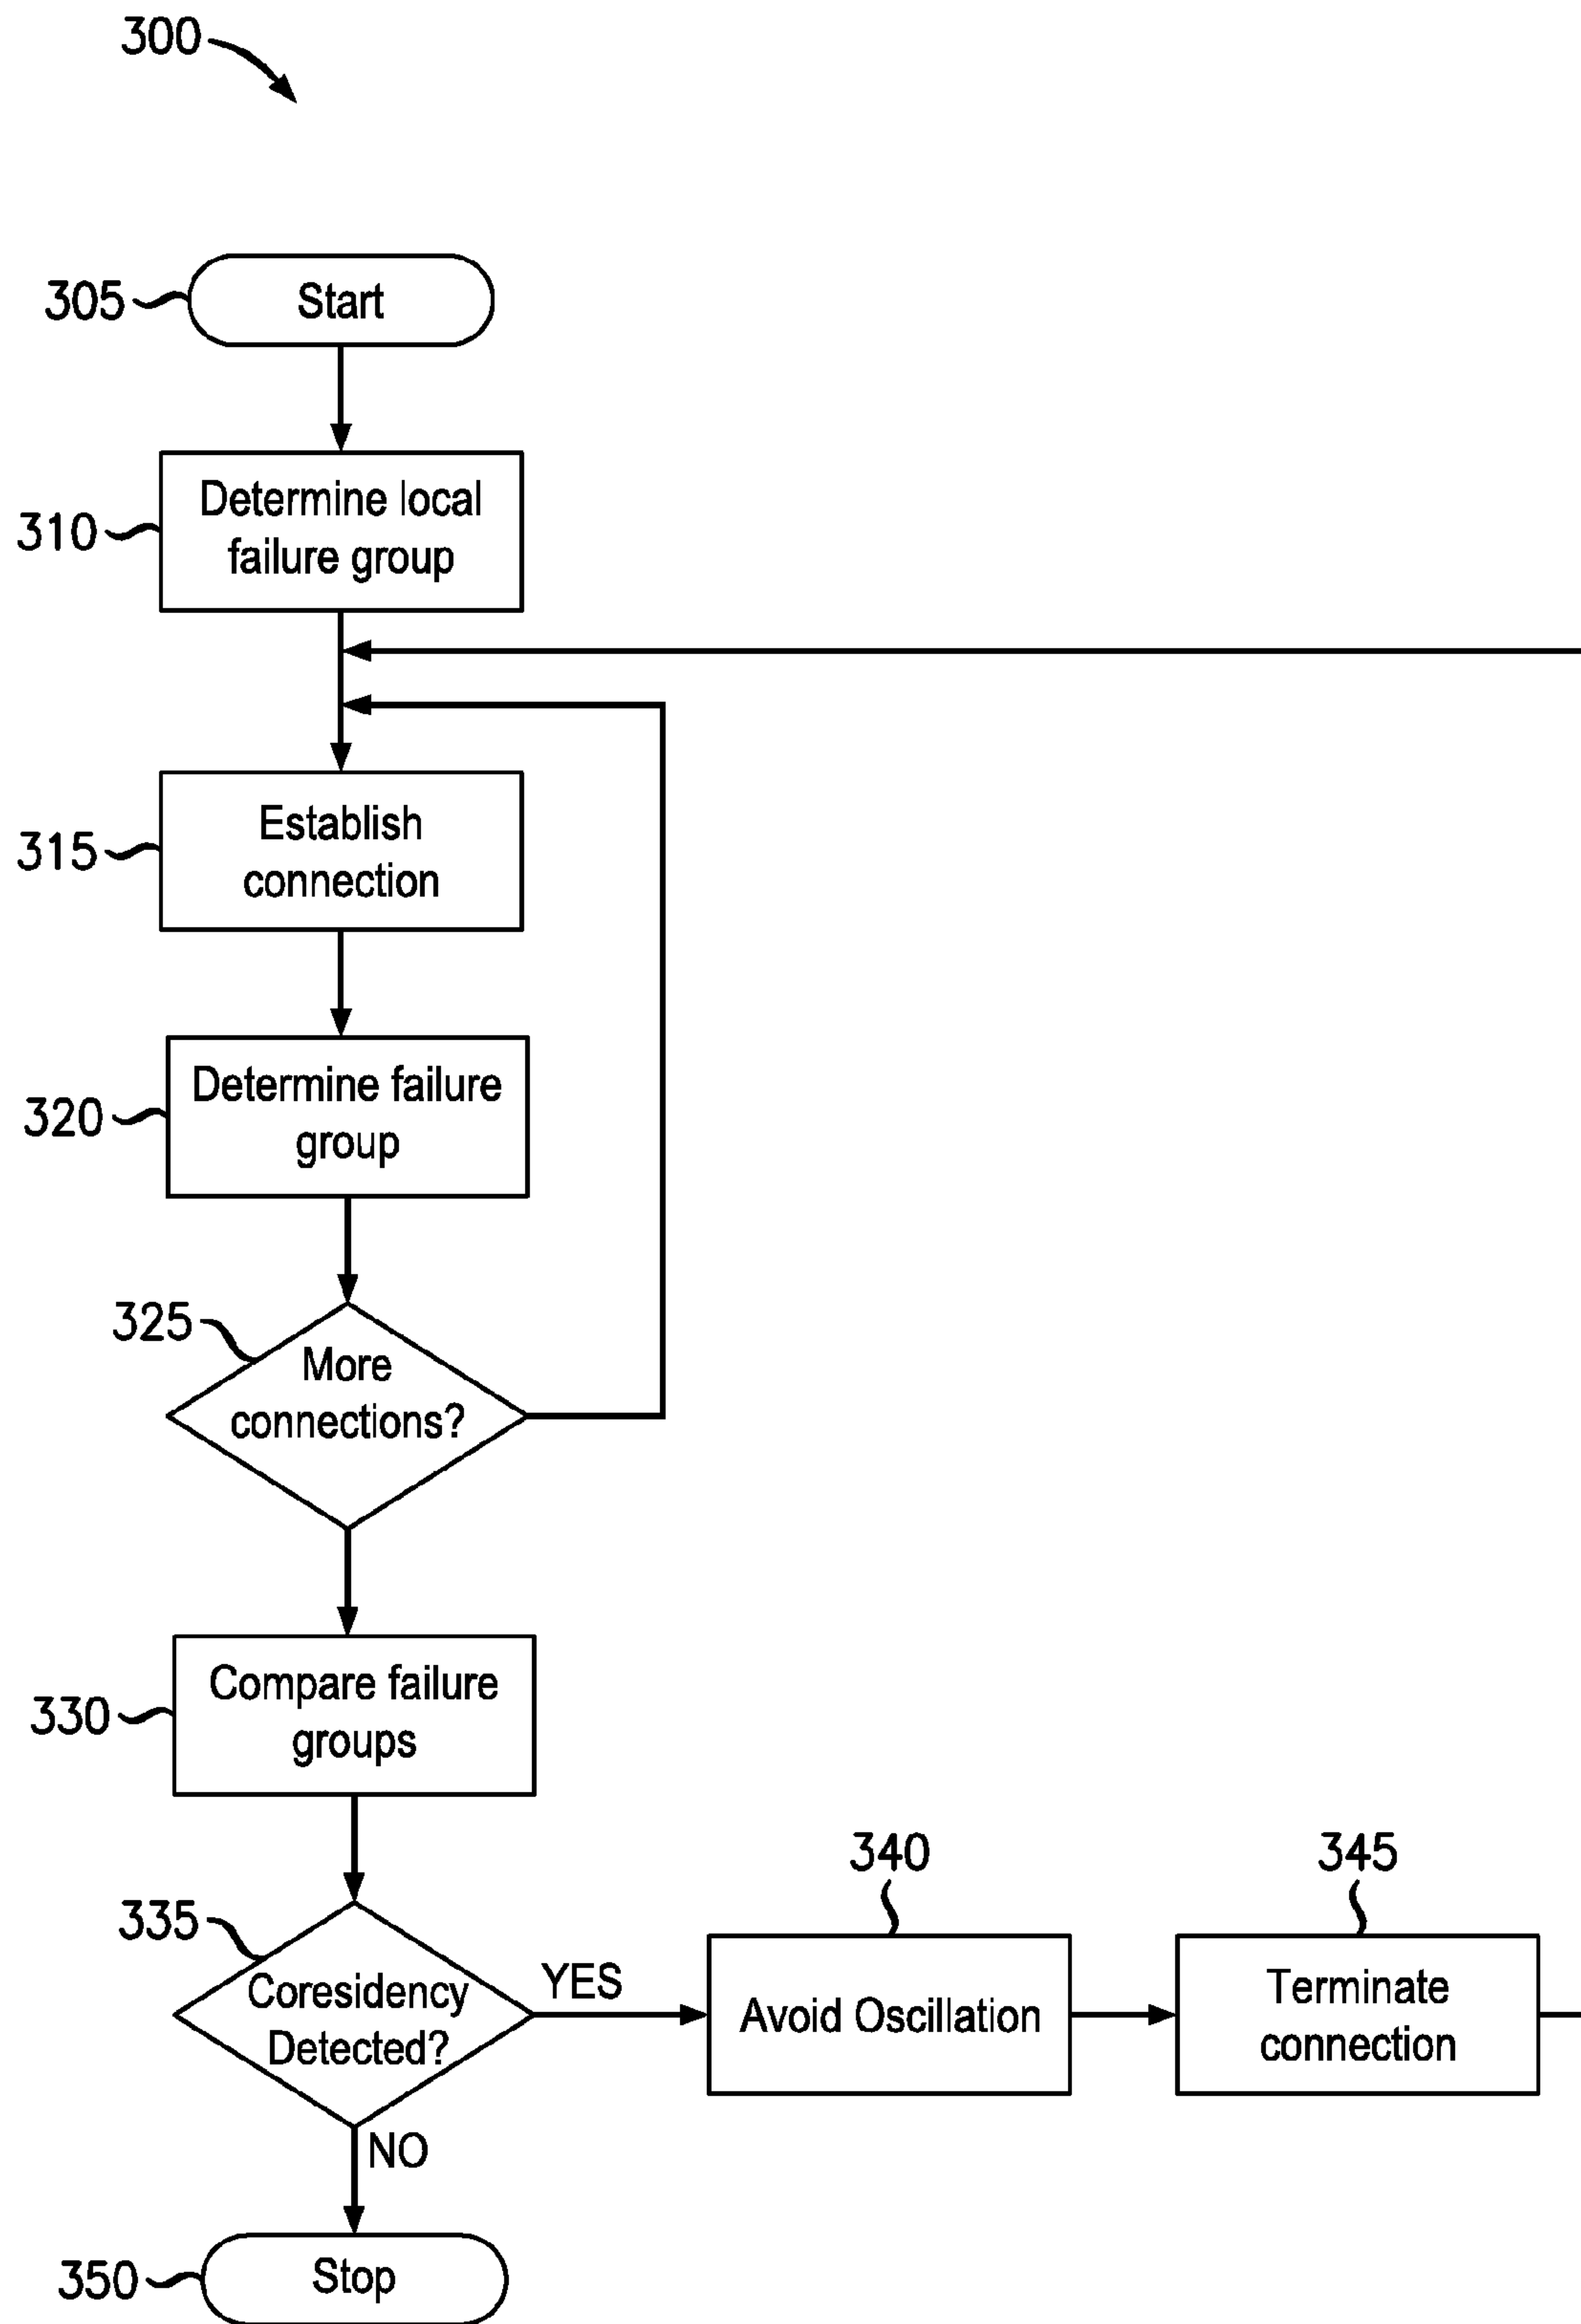 300
305
Start
310
Determine local
failure group
315
Establish
connection
320
Determine failure
group
325
More
connections?
330
Compare failure
groups
335
Coresidency
Detected?
YES
340
Avoid Oscillation
345
Terminate
connection
NO
350
Stop